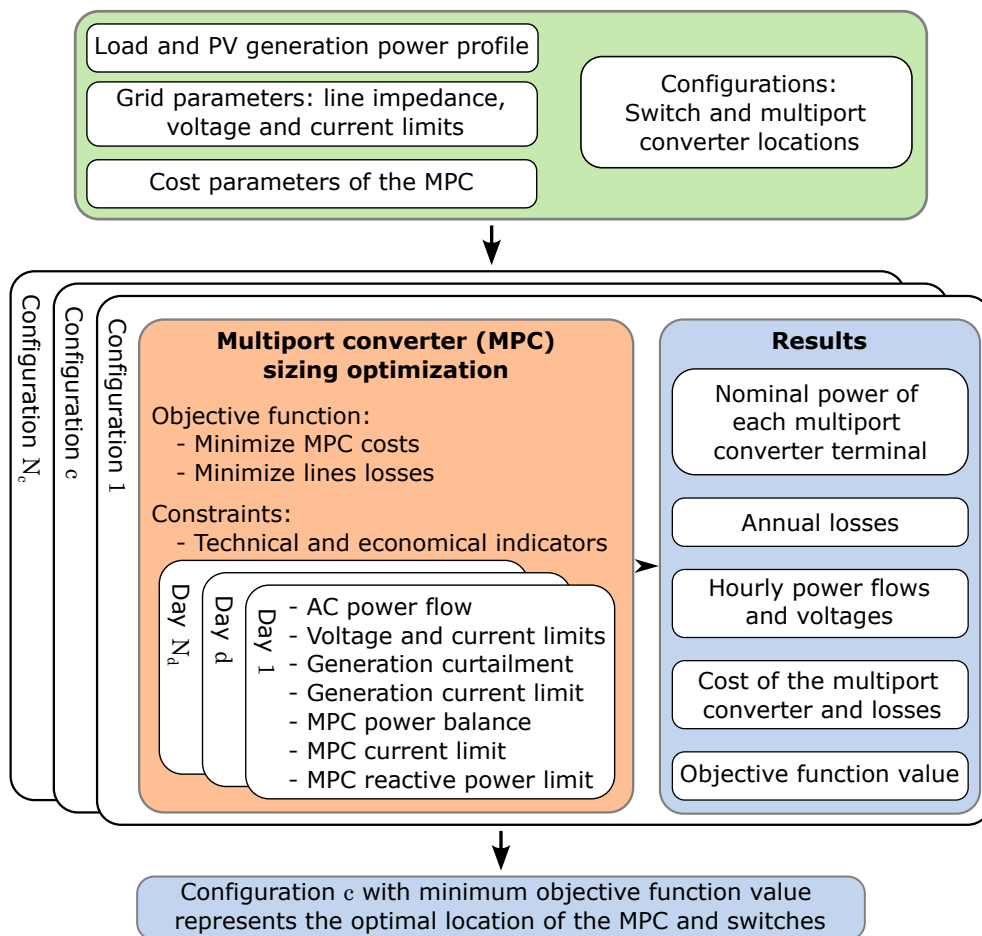 Load and PV generation power profile
Grid parameters: line impedance,
voltage and current limits
Cost parameters of the MPC
Configurations:
Switch and multiport
converter locations
Configuration N_c
Configuration c
Configuration 1
Multiport converter (MPC)
sizing optimization
Objective function:
- Minimize MPC costs
- Minimize lines losses
Constraints:
- Technical and economical indicators
Day N_d
Day d
Day 1
- AC power flow
- Voltage and current limits
- Generation curtailment
- Generation current limit
- MPC power balance
- MPC current limit
- MPC reactive power limit
Results
Nominal power of
each multiport
converter terminal
Annual losses
Hourly power flows
and voltages
Cost of the multiport
converter and losses
Objective function value
Configuration c with minimum objective function value
represents the optimal location of the MPC and switches